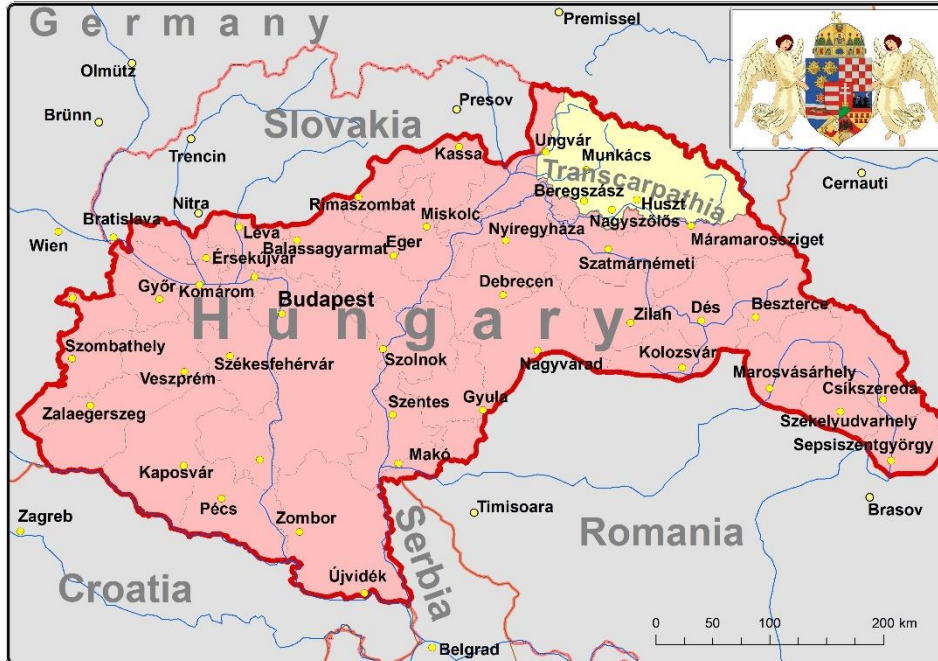 Germany
Premissel
Olmütz
Brünn
Presov
Slovakia
Trencin
Kassa
Ungvár
Munkács
Transcarpathia
Cernauti
Beregszász
Huszt
Nagyszőlős
Nitra
Rimaszombat
Miskolc
Bratislava
Léva
Wien
Balassagyarmat
Eger
Nyíregyháza
Máramarossziget
Érsekújvár
Szatmárnémeti
Győr
Komárom
Budapest
Debrecen
Hungary
Zilah
Dés
Beszterce
Szombathely
Székesfehérvár
Szolnok
Nagyvárad
Kolozsvár
Veszprém
Marosvásárhely
Csíkszereda
Zalaegerszeg
Szentes
Gyula
Székelyudvarhely
Sepsiszentgyörgy
Kaposvár
Makó
Pécs
Zombor
Timisoara
Brasov
Zagreb
Serbia
Romania
Croatia
Újvidék
Belgrad
0 50 100 200 km